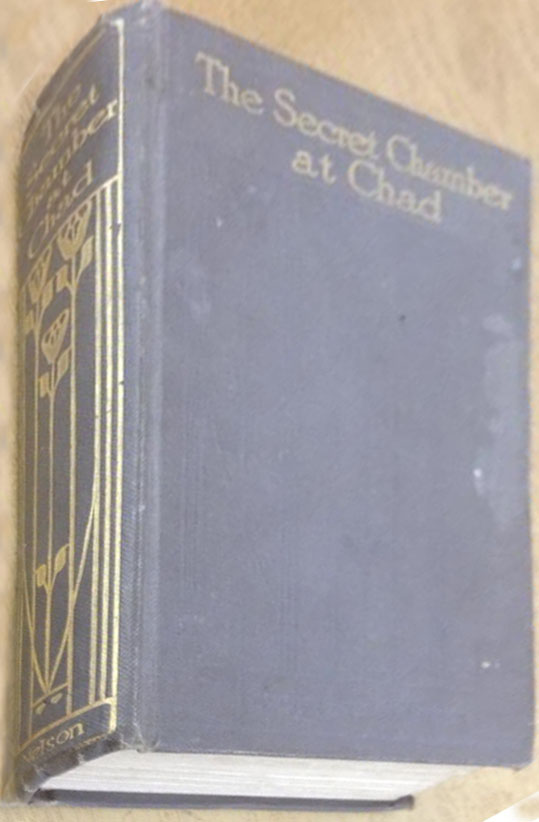 The Secret Chamber
at Chad
The
Secret
Chamber
at
Chad
Nelson